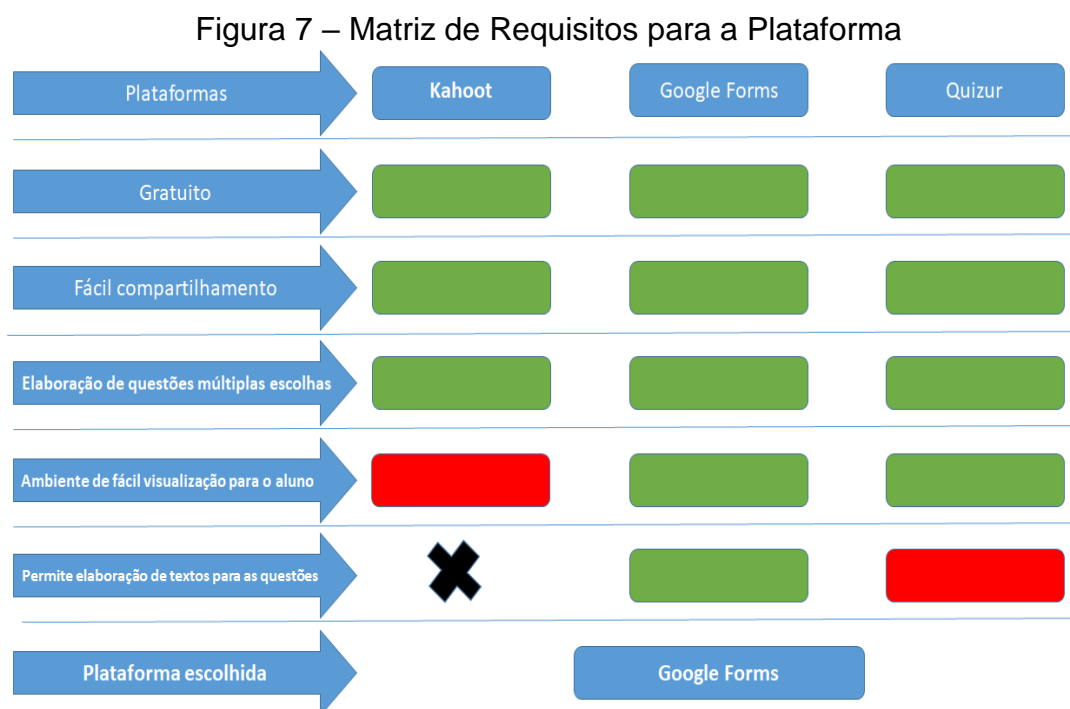 Figura 7 – Matriz de Requisitos para a Plataforma
Plataformas
Kahoot
Google Forms
Quizur
Gratuito
Fácil compartilhamento
Elaboração de questões múltiplas escolhas
Ambiente de fácil visualização para o aluno
Permite elaboração de textos para as questões
Plataforma escolhida
Google Forms